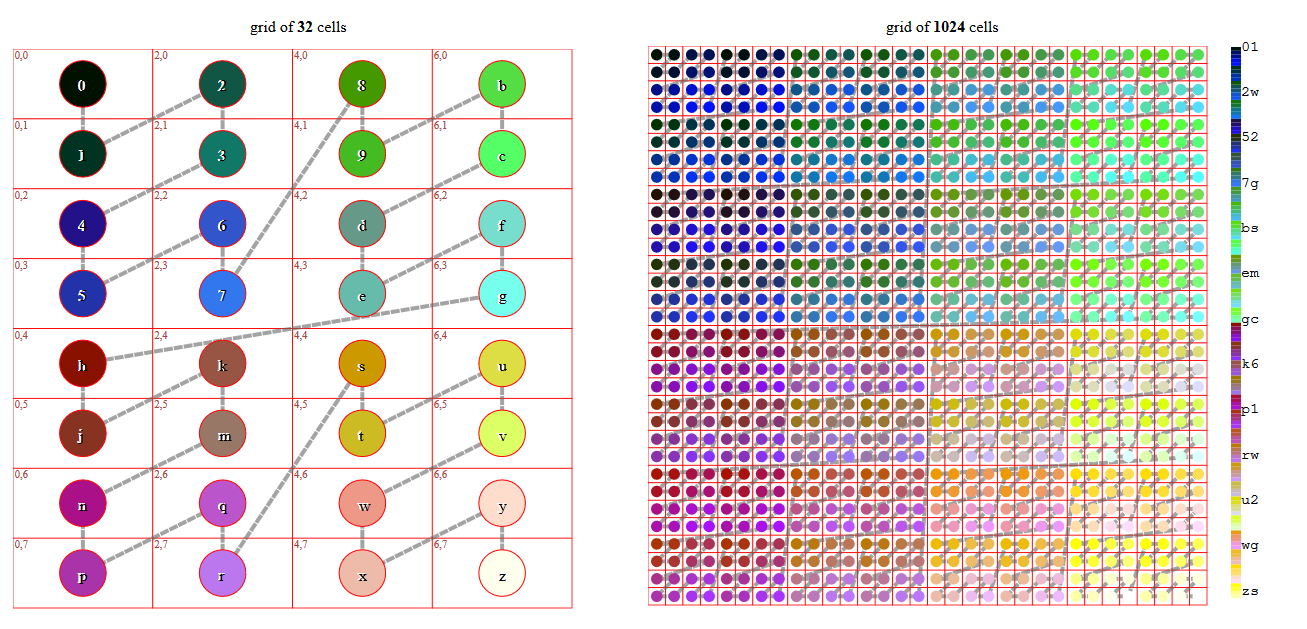 grid of 32 cells
0,0 2,0 4,0 6,0
0 2 8 b
0,1 2,1 4,1 6,1
1 3 9 c
0,2 2,2 4,2 6,2
4 6 d f
0,3 2,3 4,3 6,3
5 7 e g
0,4 2,4 4,4 6,4
h k s u
0,5 2,5 4,5 6,5
j m t v
0,6 2,6 4,6 6,6
n q w y
0,7 2,7 4,7 6,7
p r x z
grid of 1024 cells
01
2w
52
7g
bs
em
gc
k6
p1
rw
u2
wg
zs